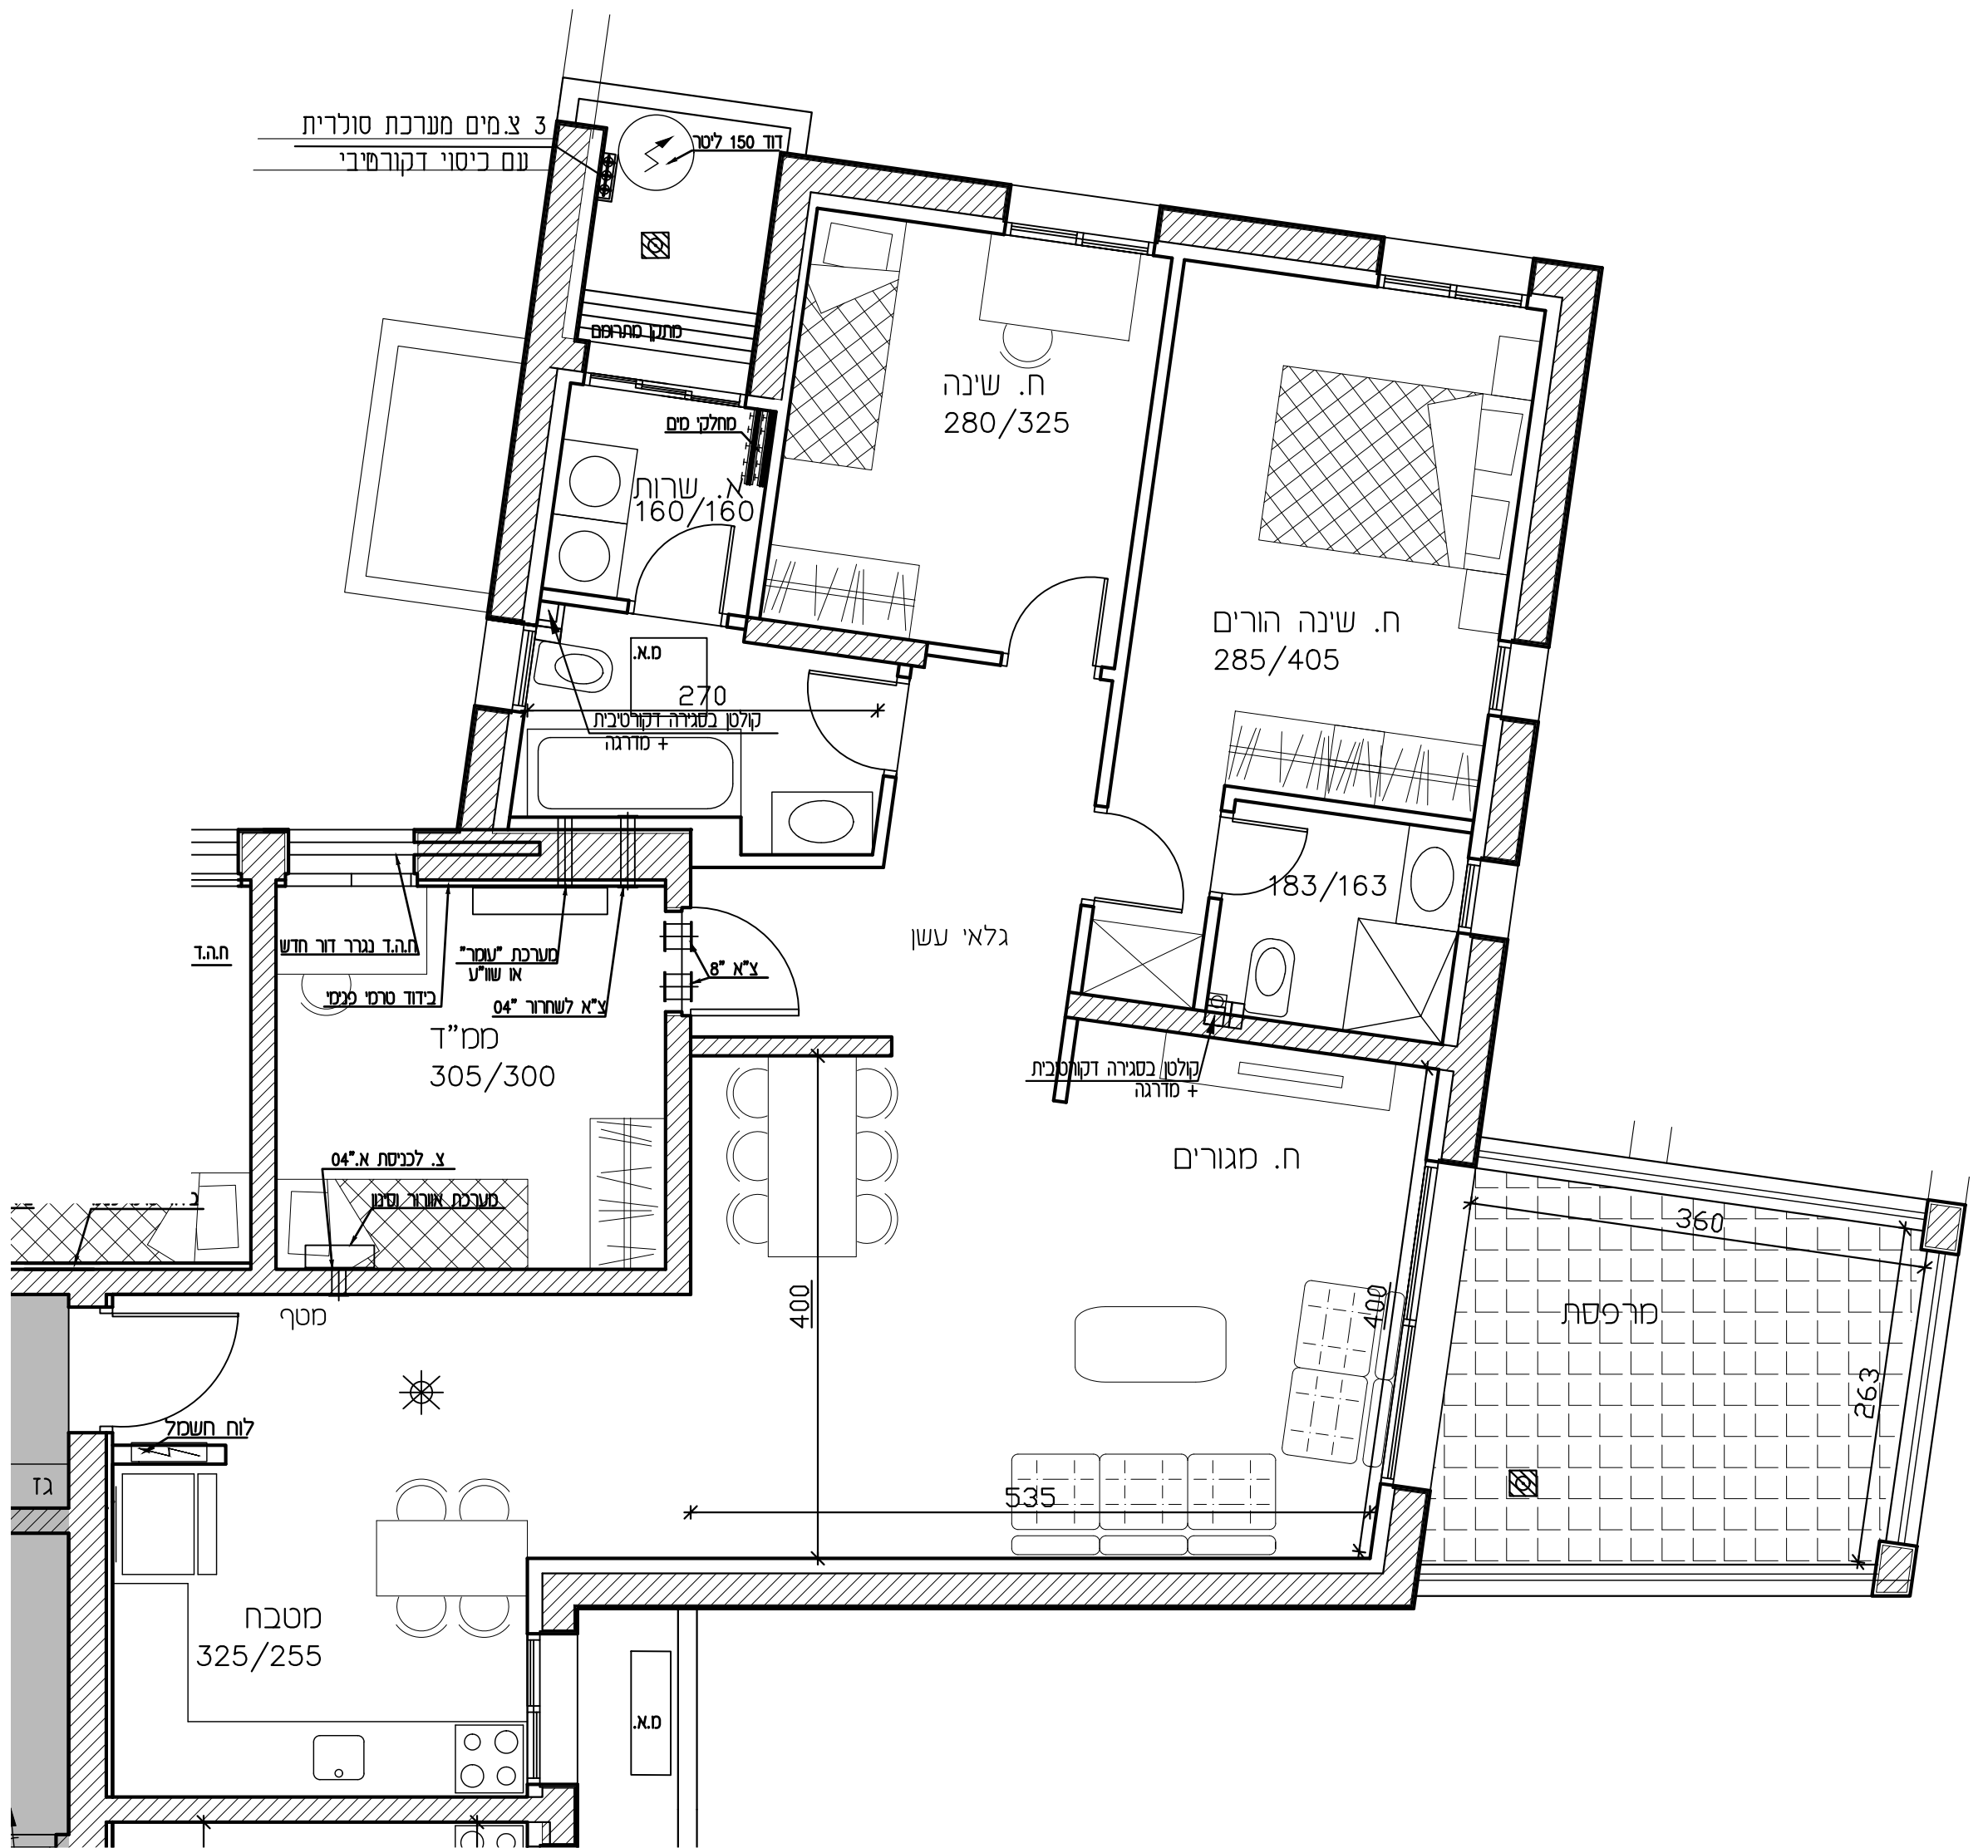 3 צ.מים מערכת סולרית
עם כיסוי דקורטיבי
דוד 150 ליטר
מתקן מתרומם
מחלקי מים
ח. שינה
280/325
א. שרות
160/160
ח. שינה הורים
285/405
מ.א.
270
קולטן בסגירה דקורטיבית
+ מדרגה
183/163
גלאי עשן
ח.ה.ד
ח.ה.ד נגרר דור חדש
מערכת "עומר"
או שוו"ע
צ"א 8"
בידוד טרמי פנימי
צ"א לשחרור 04"
ממ"ד
305/300
קולטן בסגירה דקורטיבית
+ מדרגה
ח. מגורים
צ. לכניסת א.04"
מערכת אוורור וסינון
360
מטף
400
400
מרפסת
263
לוח חשמל
גז
535
מטבח
325/255
מ.א.